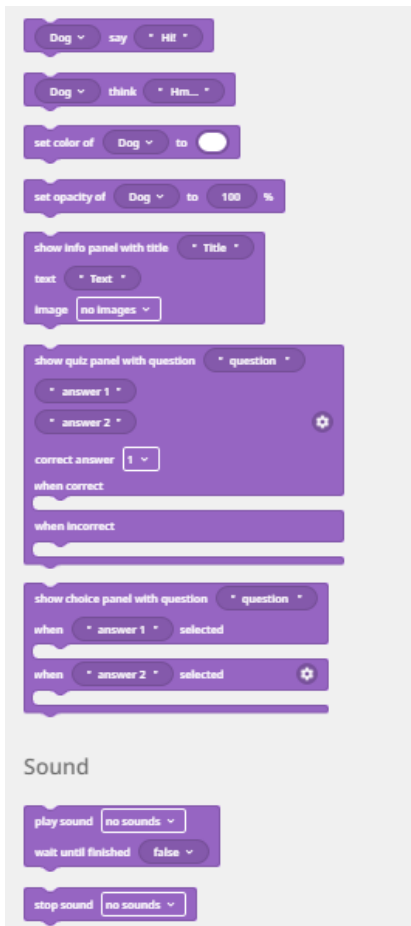 Dog say " Hi! "
Dog think " Hm... "
set color of Dog to
set opacity of Dog to 100 %
show info panel with title " Title "
text " Text "
image no images
show quiz panel with question " question "
" answer 1 "
" answer 2 "
correct answer 1
when correct
when incorrect
show choice panel with question " question "
when " answer 1 " selected
when " answer 2 " selected
Sound
play sound no sounds
wait until finished false
stop sound no sounds